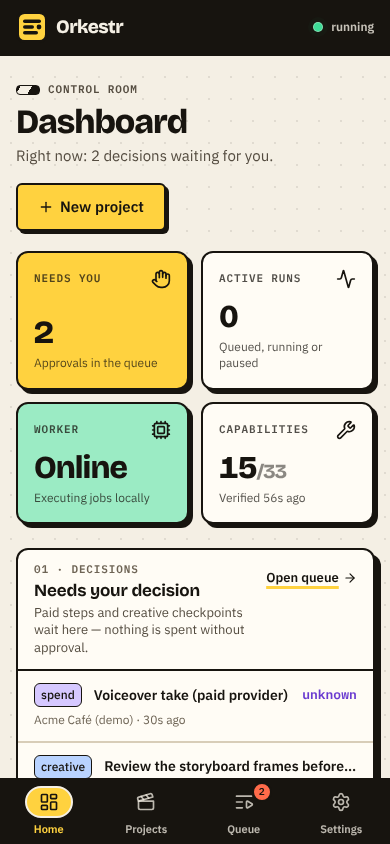 Orkestr
running
CONTROL ROOM
Dashboard
Right now: 2 decisions waiting for you.
+ New project
NEEDS YOU
2
Approvals in the queue
ACTIVE RUNS
0
Queued, running or
paused
WORKER
Online
Executing jobs locally
CAPABILITIES
15/33
Verified 56s ago
01 · DECISIONS
Needs your decision
Open queue →
Paid steps and creative checkpoints
wait here — nothing is spent without
approval.
spend Voiceover take (paid provider) unknown
Acme Café (demo) · 30s ago
creative Review the storyboard frames before...
2
Home Projects Queue Settings